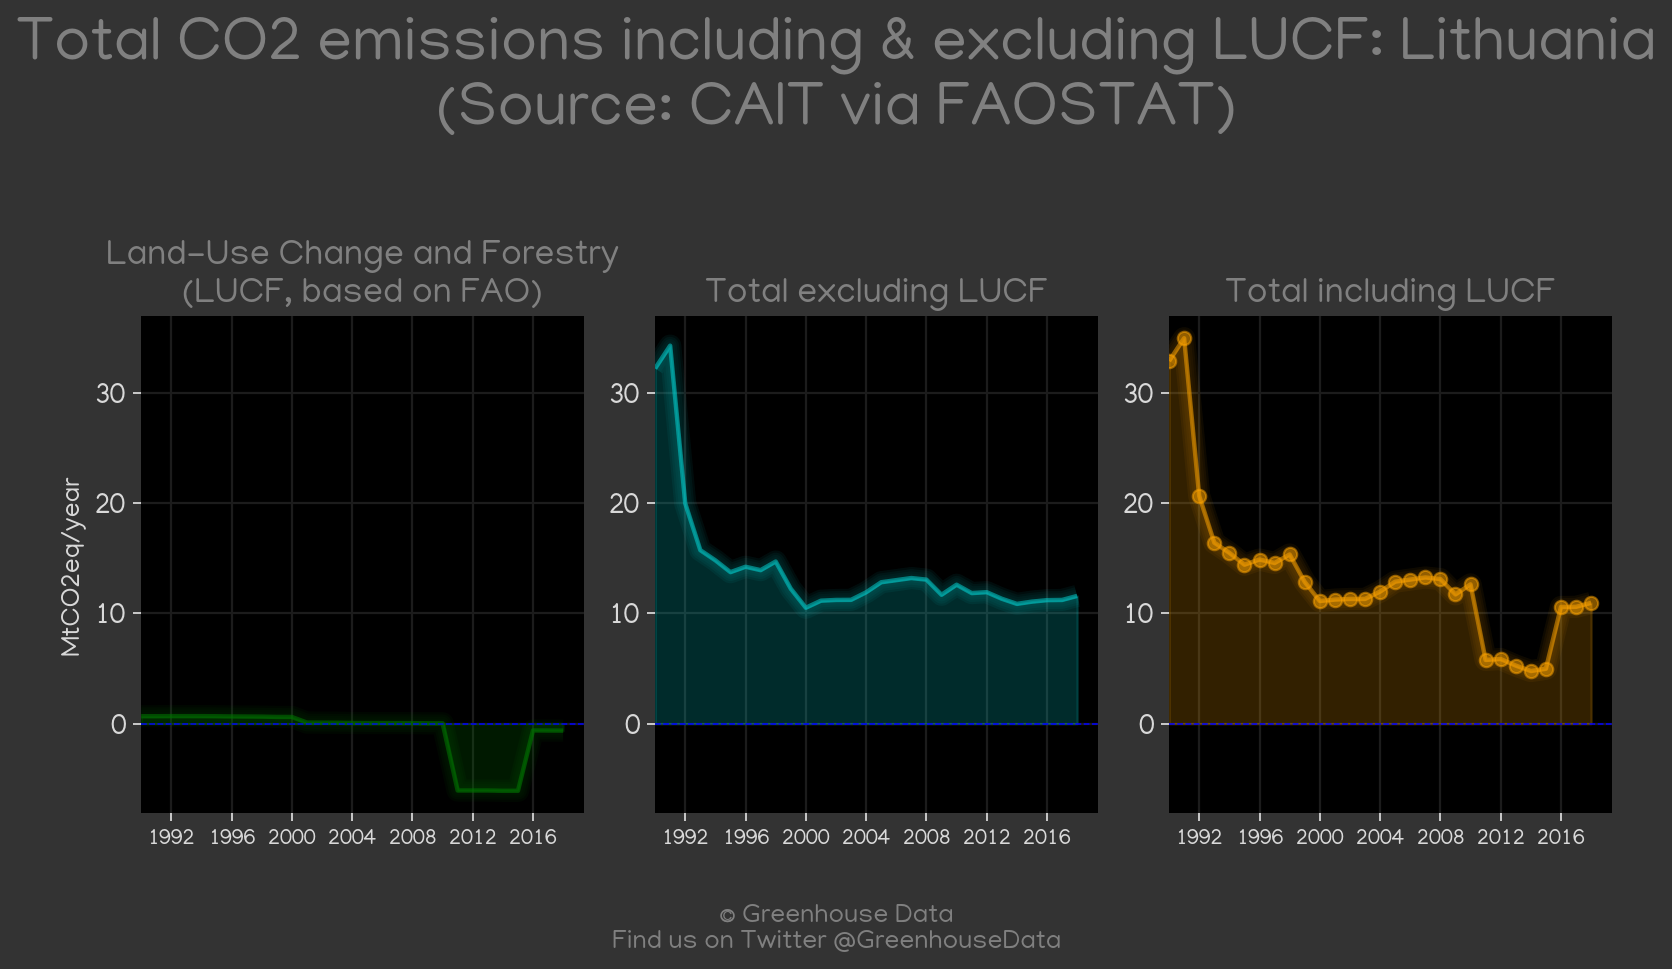 Total CO2 emissions including & excluding LUCF: Lithuania
(Source: CAIT via FAOSTAT)
Land-Use Change and Forestry
(LUCF, based on FAO)
Total excluding LUCF
Total including LUCF
MtCO2eq/year
30
20
10
0
1992 1996 2000 2004 2008 2012 2016
30
20
10
0
1992 1996 2000 2004 2008 2012 2016
30
20
10
0
1992 1996 2000 2004 2008 2012 2016
© Greenhouse Data
Find us on Twitter @GreenhouseData